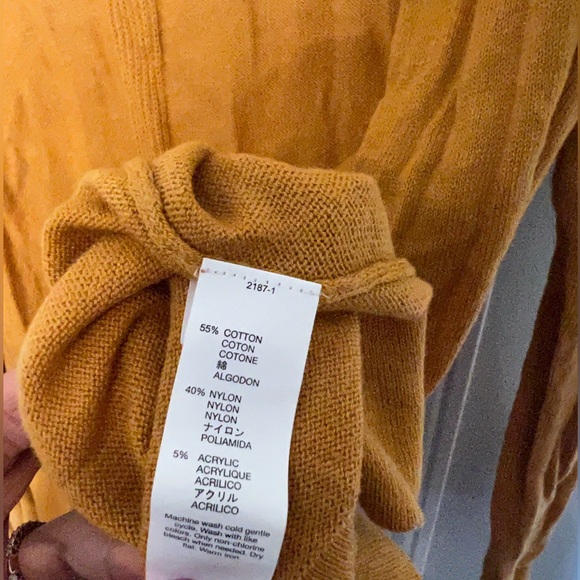 2187-1
55% COTTON
COTON
COTONE
綿
ALGODON
40% NYLON
NYLON
NYLON
ナイロン
POLIAMIDA
5% ACRYLIC
ACRYLIQUE
ACRILICO
アクリル
ACRILICO
Machine wash cold gentle
cycle. Wash with like
colors. Only non-chlorine
bleach when needed. Dry
flat. Warm iron